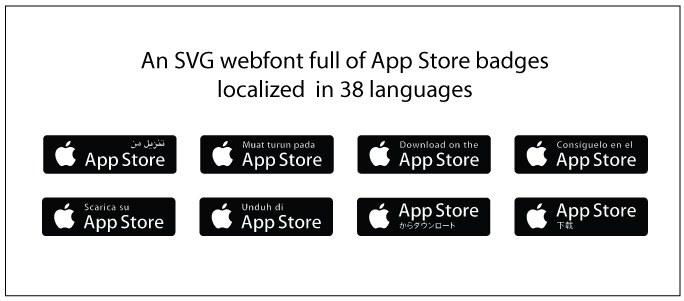 An SVG webfont full of App Store badges
localized in 38 languages
تنزيل من
App Store
Muat turun pada
App Store
Download on the
App Store
Consíguelo en el
App Store
Scarica su
App Store
Unduh di
App Store
App Store
からダウンロード
App Store
下載